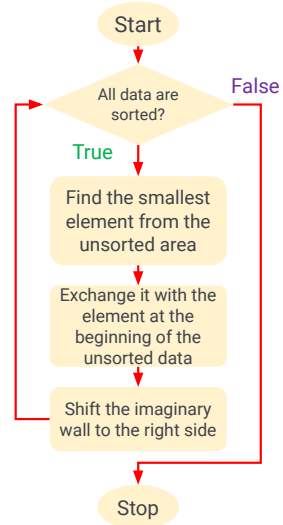 Start
All data are
sorted?
False
True
Find the smallest
element from the
unsorted area
Exchange it with the
element at the
beginning of the
unsorted data
Shift the imaginary
wall to the right side
Stop